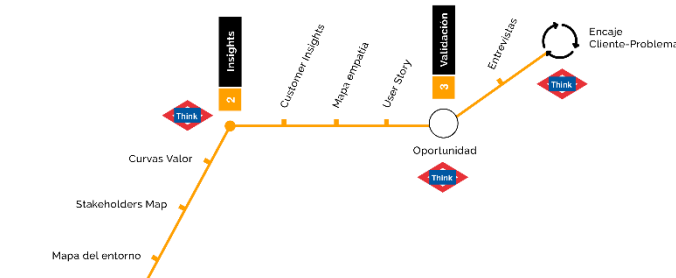 Insights
2
Customer Insights
Mapa empatía
User Story
Validación
3
Entrevistas
Encaje
Cliente-Problema
Think
Think
Oportunidad
Think
Curvas Valor
Stakeholders Map
Mapa del entorno